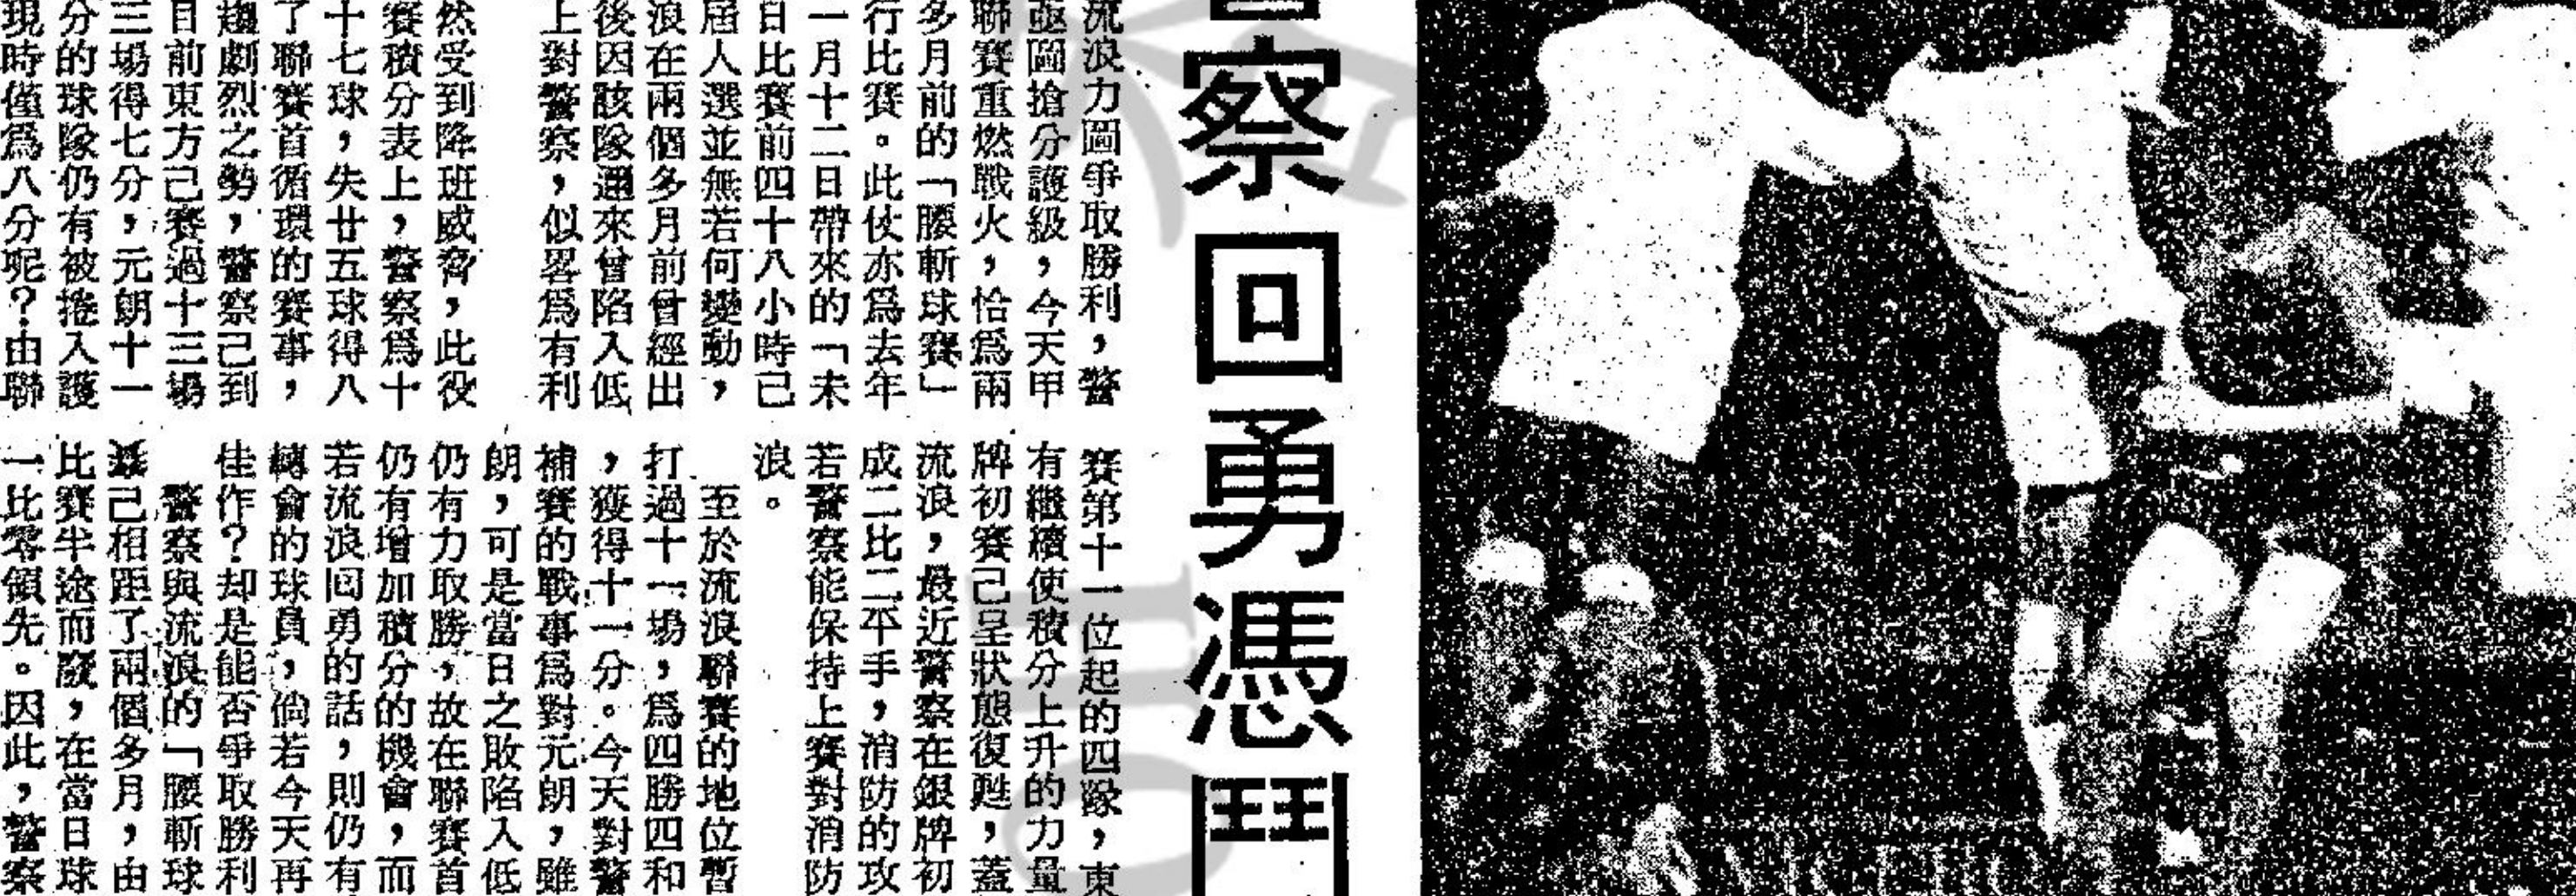 察回勇憑鬥
流浪力圖爭取勝利，警
亟圖搶分護級，今天甲
聯賽重燃戰火，恰爲兩
多月前的「腰斬球賽」
行比賽。此仗亦爲去年
一月十二日帶來的「未
日比賽前四十八小時己
屆人選並無若何變動，
浪在兩個多月前曾經出
後因該隊邇來曾陷入低
上對警察，似畧爲有利
然受到降班威脅，此役
賽積分表上，警察爲十
十七球，失廿五球得八
了聯賽首循環的賽事，
趨劇烈之勢，警察己到
目前東方己賽過十三場
三場得七分，元朗十一
分的球隊仍有被捲入護
現時僅爲八分呢？由聯
賽第十一位起的四隊，東
有繼續使積分上升的力量
牌初賽己呈狀態復甦，蓋
流浪，最近警察在銀牌初
成二比二平手，消防的攻
若警察能保持上賽對消防
浪。
至於流浪聯賽的地位暫
打過十一場，爲四勝四和
，獲得十一分。今天對警
補賽的戰事爲對元朗，雖
朗，可是當日之敗陷入低
仍有力取勝，故在聯賽首
仍有增加積分的機會，而
若流浪回勇的話，則仍有
轉會的球員，倘若今天再
佳作？却是能否爭取勝利
警察與流浪的「腰斬球
己相距了兩個多月，由
比賽半途而廢，在當日球
一比零領先。因此，警察